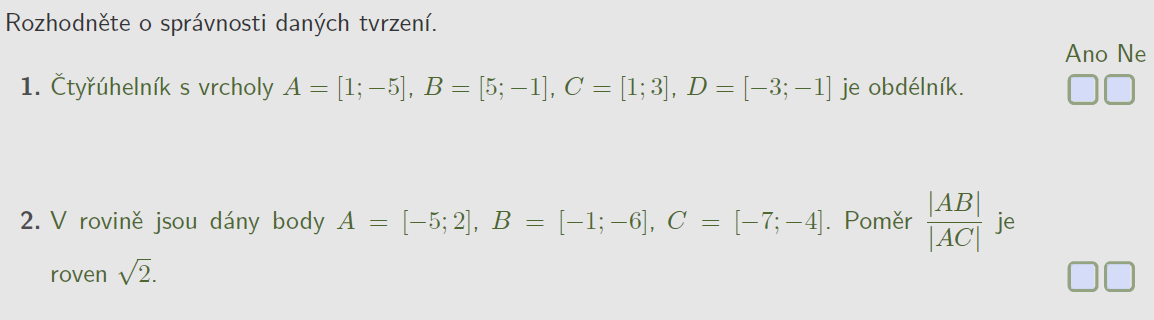 Rozhodněte o správnosti daných tvrzení.
Ano Ne
1. Čtyřúhelník s vrcholy A = [1; −5], B = [5; −1], C = [1; 3], D = [−3; −1] je obdélník.
2. V rovině jsou dány body A = [−5; 2], B = [−1; −6], C = [−7; −4]. Poměr |AB|/|AC| je
roven √2.